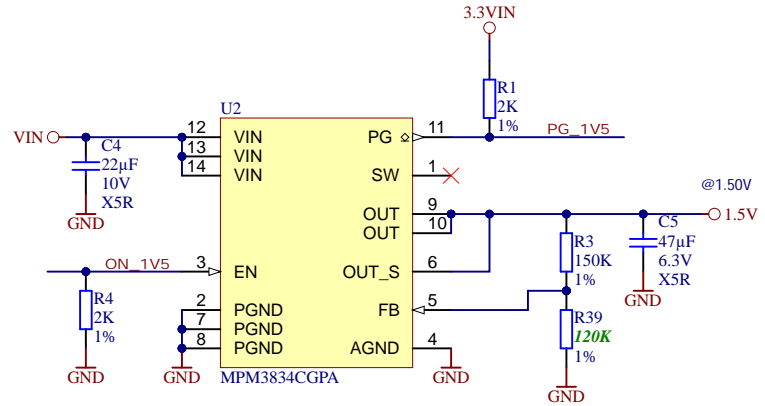 3.3VIN
R1
2K
1%
U2
VIN
C4
22µF
10V
X5R
GND
12
13
14
VIN
VIN
VIN
PG
11
PG_1V5
SW
1
@1.50V
OUT
OUT
9
10
1.5V
C5
47µF
6.3V
X5R
GND
R3
150K
1%
ON_1V5
3
EN
OUT_S
6
R4
2K
1%
GND
2
7
8
PGND
PGND
PGND
GND
FB
5
R39
120K
1%
GND
AGND
4
GND
MPM3834CGPA